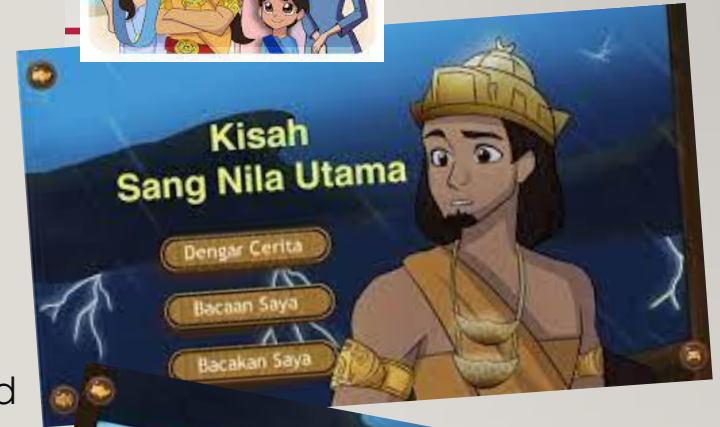 Kisah
Sang Nila Utama
Dengar Cerita
Bacaan Saya
Bacakan Saya
d